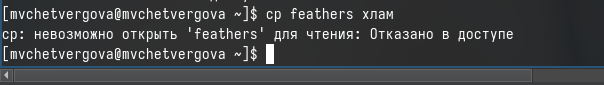 [mvchetvergova@mvchetvergova ~]$ cp feathers хлам
cp: невозможно открыть 'feathers' для чтения: Отказано в доступе
[mvchetvergova@mvchetvergova ~]$